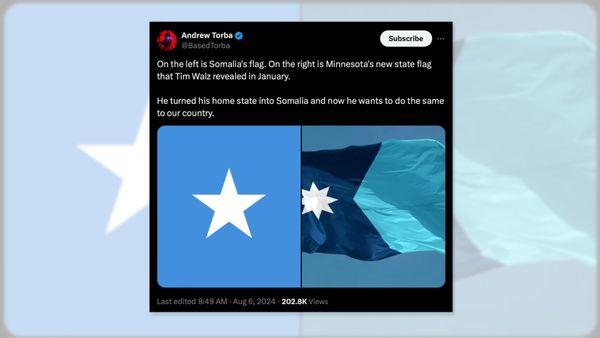 Andrew Torba
@BasedTorba
Subscribe
On the left is Somalia's flag. On the right is Minnesota's new state flag
that Tim Walz revealed in January.
He turned his home state into Somalia and now he wants to do the same
to our country.
Last edited 8:49 AM · Aug 6, 2024 · 202.8K Views